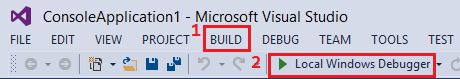 ConsoleApplication1 - Microsoft Visual Studio
1
FILE EDIT VIEW PROJECT BUILD DEBUG TEAM TOOLS TEST
2 Local Windows Debugger